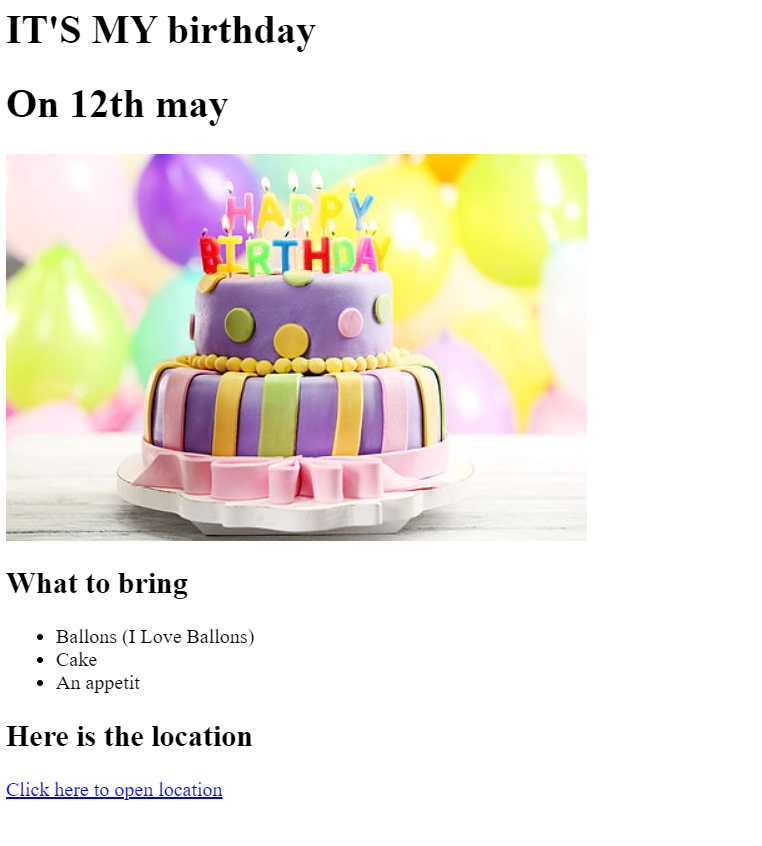 IT'S MY birthday
On 12th may
HAPPY
BIRTHDAY
What to bring
Ballons (I Love Ballons)
Cake
An appetit
Here is the location
Click here to open location